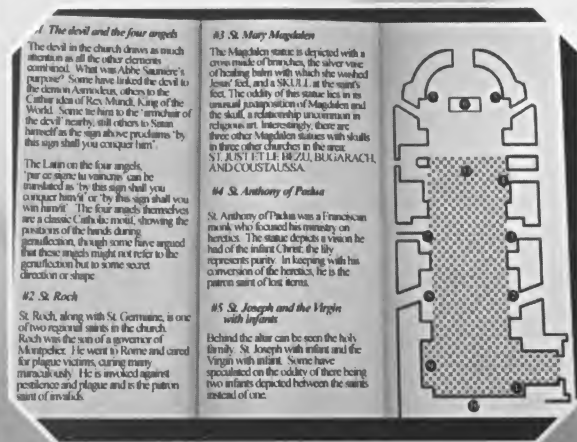 #1 The devil and the four angels
The devil in the church draws as much
attention as all the other elements
combined. What was Abbe Sauniere's
purpose? Some have linked the devil to
the demon Asmodeus, others to the
Cathar idea of Rex Mundi, King of the
World. Some tie him to the 'armchair of
the devil' nearby, still others to Satan
himself as the sign above proclaims 'by
this sign shall you conquer him'.
The Latin on the four angels,
'par ce signe tu vaincras' can be
translated as 'by this sign shall you
conquer him/it' or 'by this sign shall you
win him/it' The four angels themselves
are a classic Catholic motif, showing the
positions of the hands during
genuflection, though some have argued
that these angels might not refer to the
genuflection but to some secret
direction or shape
#2 St. Roch
St. Roch, along with St. Germaine, is one
of two regional saints in the church.
Roch was the son of a governor of
Montpelier. He went to Rome and cared
for plague victims, curing many
miraculously. He is invoked against
pestilence and plague and is the patron
saint of invalids.
#3 St. Mary Magdalen
The Magdalen statue is depicted with a
cross made of branches, the silver vase
of healing balm with which she washed
Jesus' feet, and a SKULL at the saint's
feet. The oddity of this statue lies in its
unusual juxtaposition of Magdalen and
the skull, a relationship uncommon in
religious art. Interestingly, there are
three other Magdalen statues with skulls
in three other churches in the area:
ST. JUST ET LE BEZU, BUGARACH,
AND COUSTAUSSA.
#4 St. Anthony of Padua
St. Anthony of Padua was a Franciscan
monk who focused his ministry on
heretics. The statue depicts a vision he
had of the infant Christ; the lily
represents purity. In keeping with his
conversion of the heretics, he is the
patron saint of lost items.
#5 St. Joseph and the Virgin
with infants
Behind the altar can be seen the holy
family. St. Joseph with infant and the
Virgin with infant. Some have
speculated on the oddity of there being
two infants depicted between the saints
instead of one.